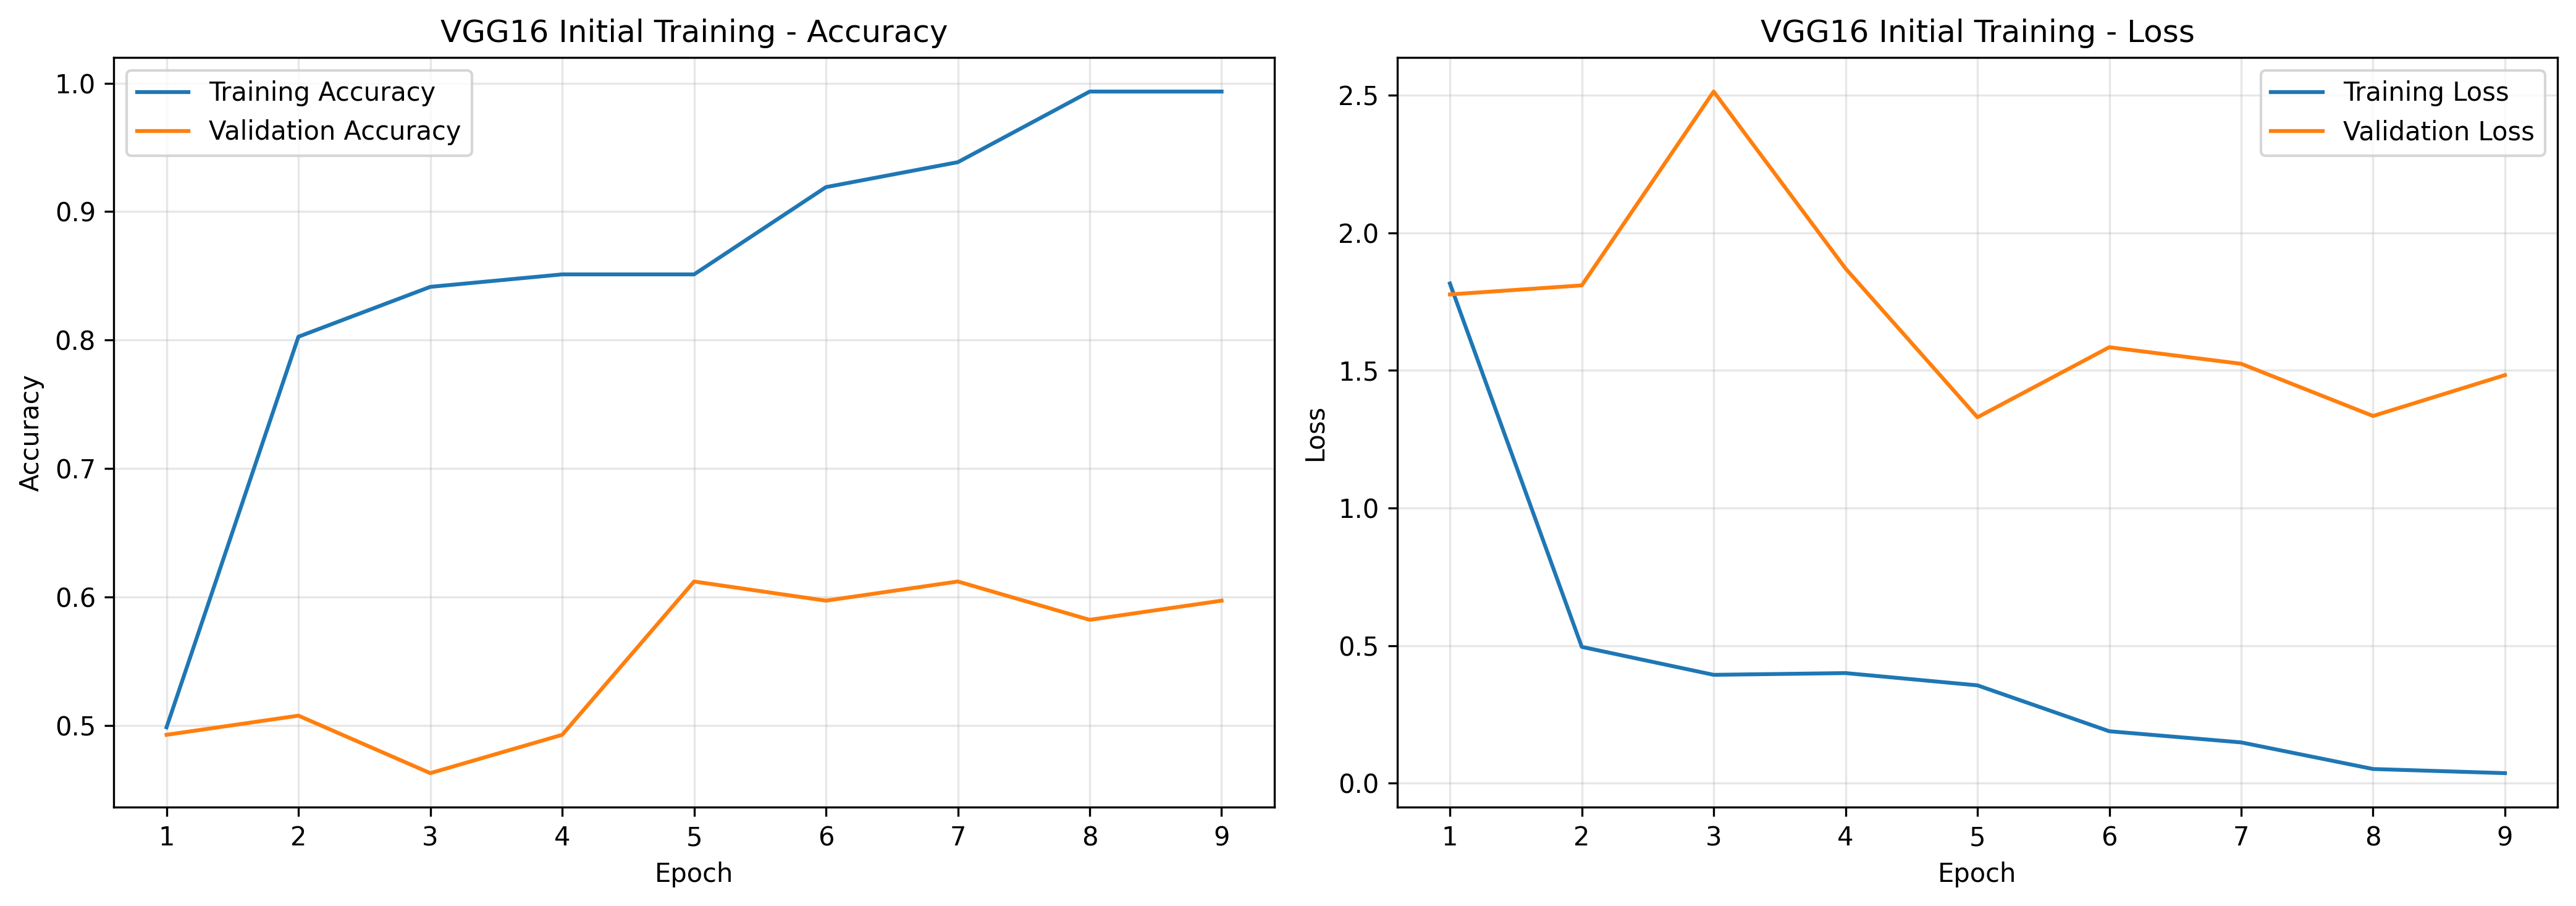 VGG16 Initial Training - Accuracy
Training Accuracy
Validation Accuracy
1.0
0.9
0.8
0.7
0.6
0.5
Accuracy
1 2 3 4 5 6 7 8 9
Epoch
VGG16 Initial Training - Loss
Training Loss
Validation Loss
2.5
2.0
1.5
1.0
0.5
0.0
Loss
1 2 3 4 5 6 7 8 9
Epoch